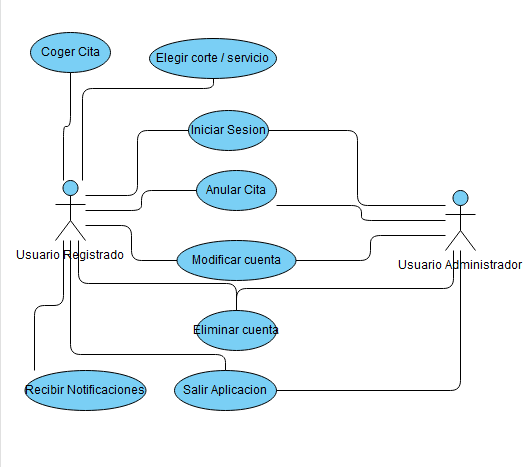 Coger Cita
Elegir corte / servicio
Iniciar Sesion
Anular Cita
Usuario Registrado
Modificar cuenta
Usuario Administrador
Eliminar cuenta
Recibir Notificaciones
Salir Aplicacion